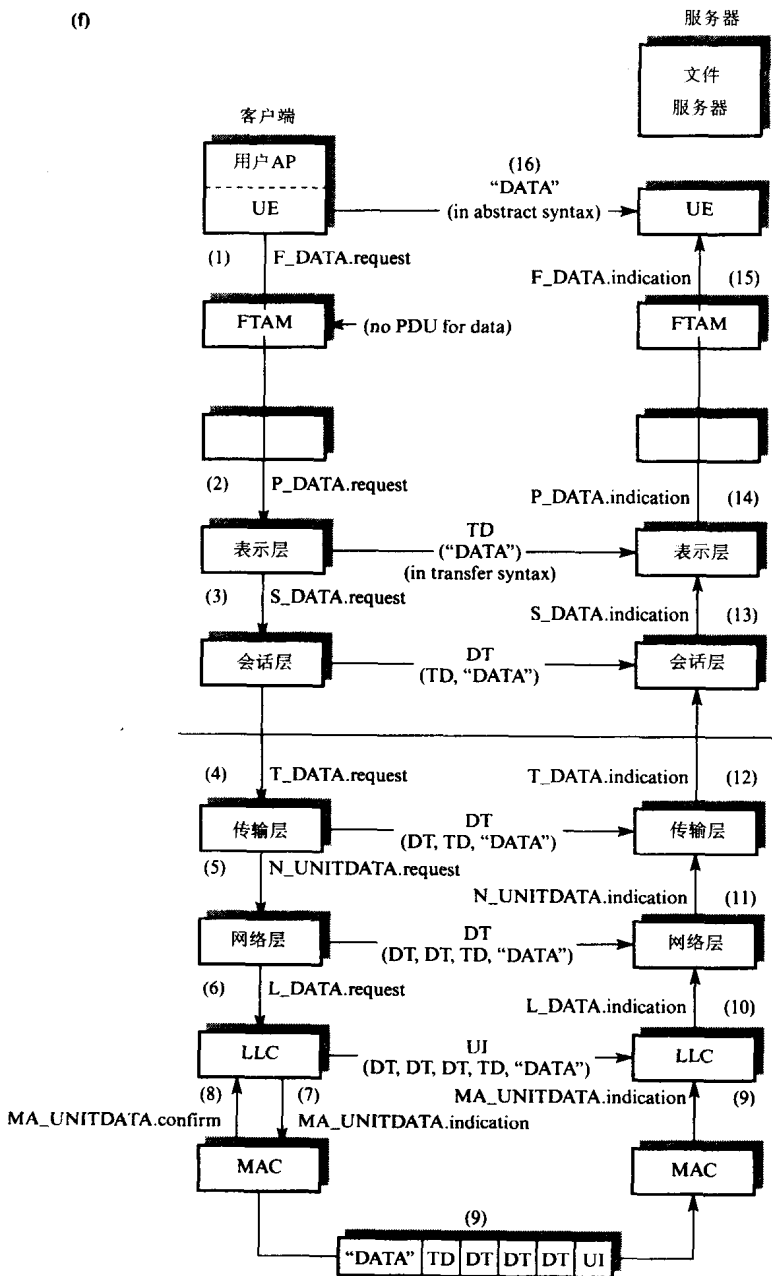 (f)
服务器
文件
服务器
客户端
用户AP
UE
(16)
"DATA"
(in abstract syntax)
UE
(1) F_DATA.request
F_DATA.indication (15)
FTAM
(no PDU for data)
FTAM
(2) P_DATA.request
P_DATA.indication (14)
表示层
TD
("DATA")
(in transfer syntax)
表示层
(3) S_DATA.request
S_DATA.indication (13)
会话层
DT
(TD, "DATA")
会话层
(4) T_DATA.request
T_DATA.indication (12)
传输层
DT
(DT, TD, "DATA")
传输层
(5) N_UNITDATA.request
N_UNITDATA.indication (11)
网络层
DT
(DT, DT, TD, "DATA")
网络层
(6) L_DATA.request
L_DATA.indication (10)
LLC
UI
(DT, DT, DT, TD, "DATA")
LLC
(8) (7)
MA_UNITDATA.indication (9)
MA_UNITDATA.confirm
MA_UNITDATA.indication
MAC
MAC
(9)
"DATA" TD DT DT DT UI